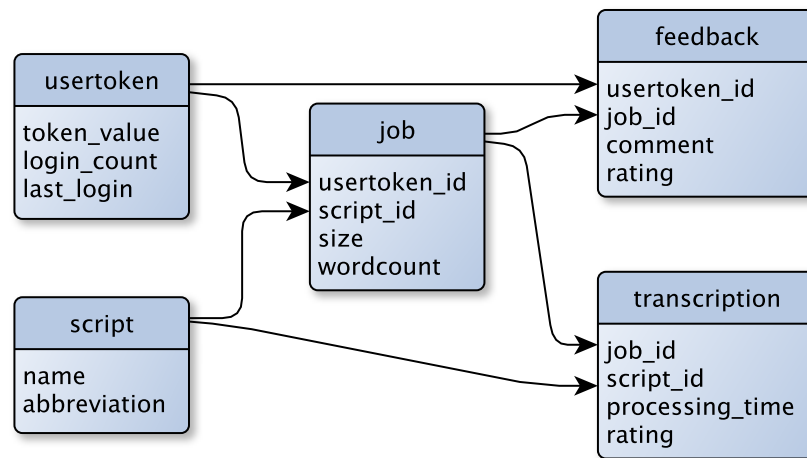 usertoken
token_value
login_count
last_login
script
name
abbreviation
job
usertoken_id
script_id
size
wordcount
feedback
usertoken_id
job_id
comment
rating
transcription
job_id
script_id
processing_time
rating